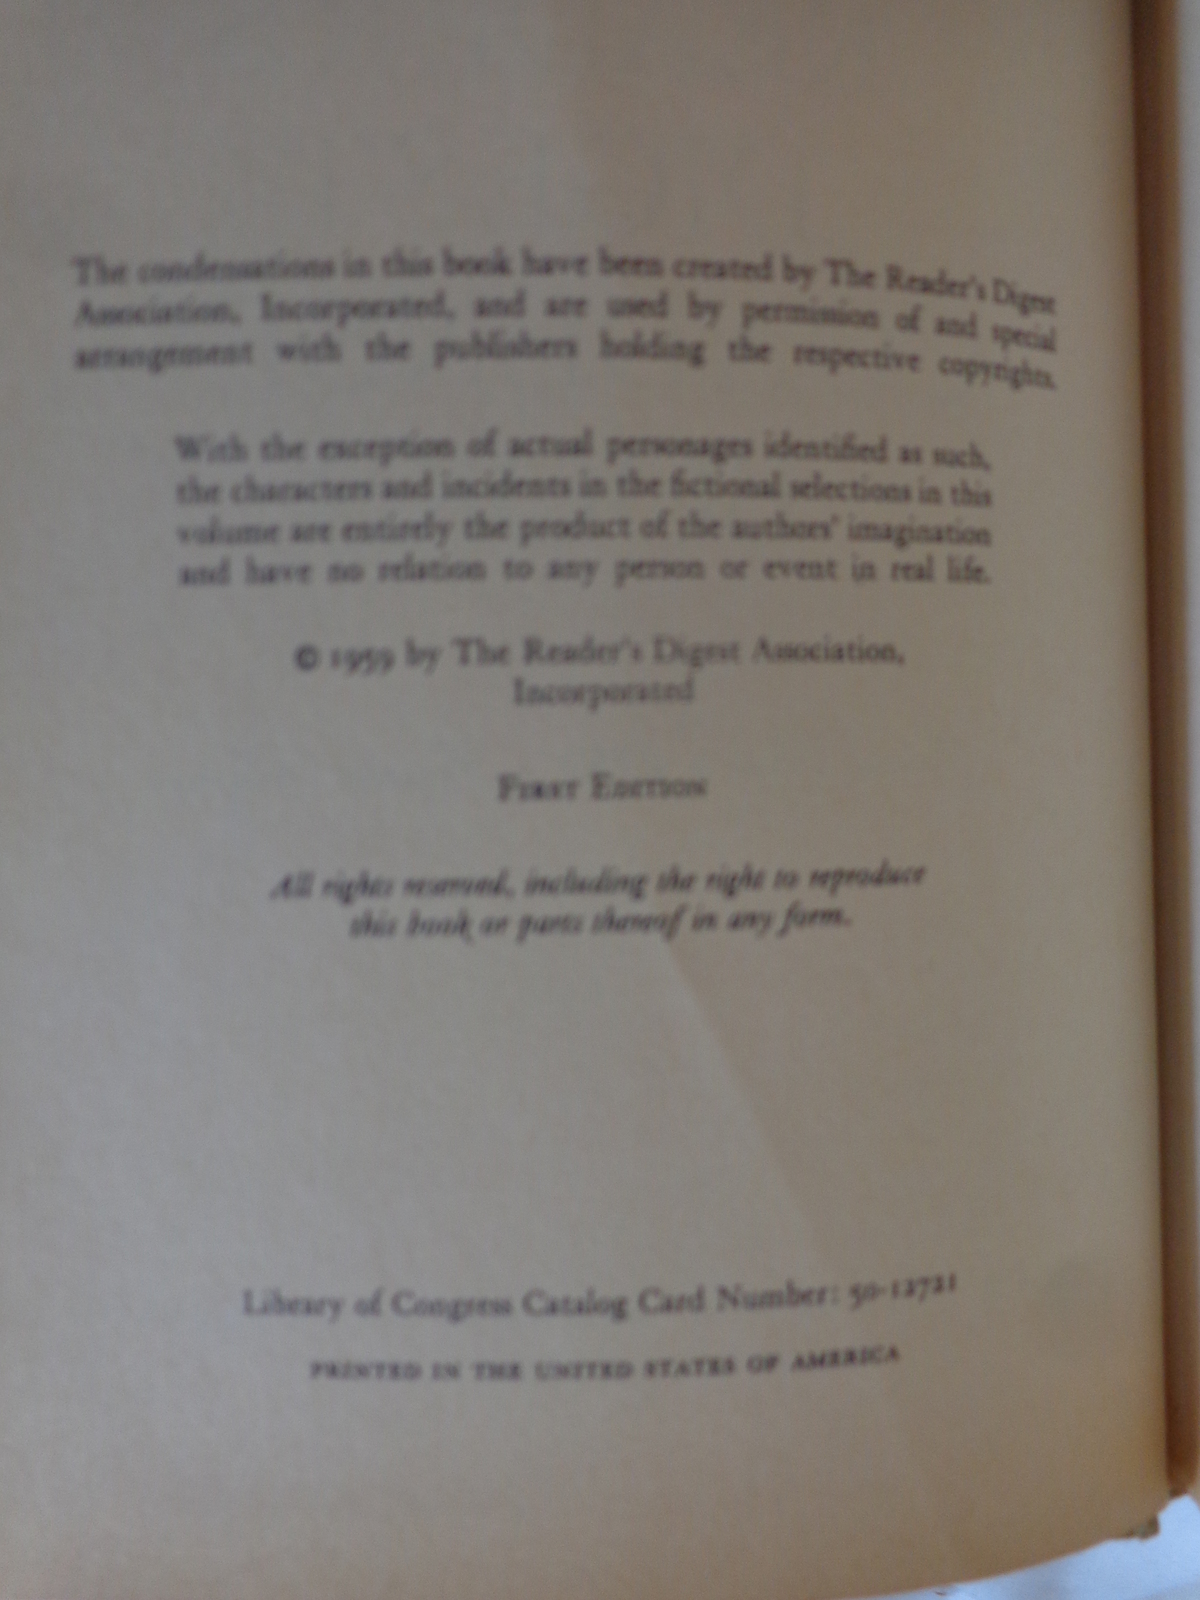 The condensations in this book have been created by The Reader's Digest
Association, Incorporated, and are used by permission of and special
arrangement with the publishers holding the respective copyrights.
With the exception of actual personages identified as such,
the characters and incidents in the fictional selections in this
volume are entirely the product of the authors' imagination
and have no relation to any person or event in real life.
© 1959 by The Reader's Digest Association,
Incorporated
First Edition
All rights reserved, including the right to reproduce
this book or parts thereof in any form.
Library of Congress Catalog Card Number: 50-12721
PRINTED IN THE UNITED STATES OF AMERICA